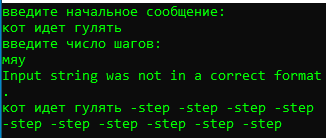 введите начальное сообщение:
кот идет гулять
введите число шагов:
мяу
Input string was not in a correct format
.
кот идет гулять -step -step -step -step
-step -step -step -step -step -step